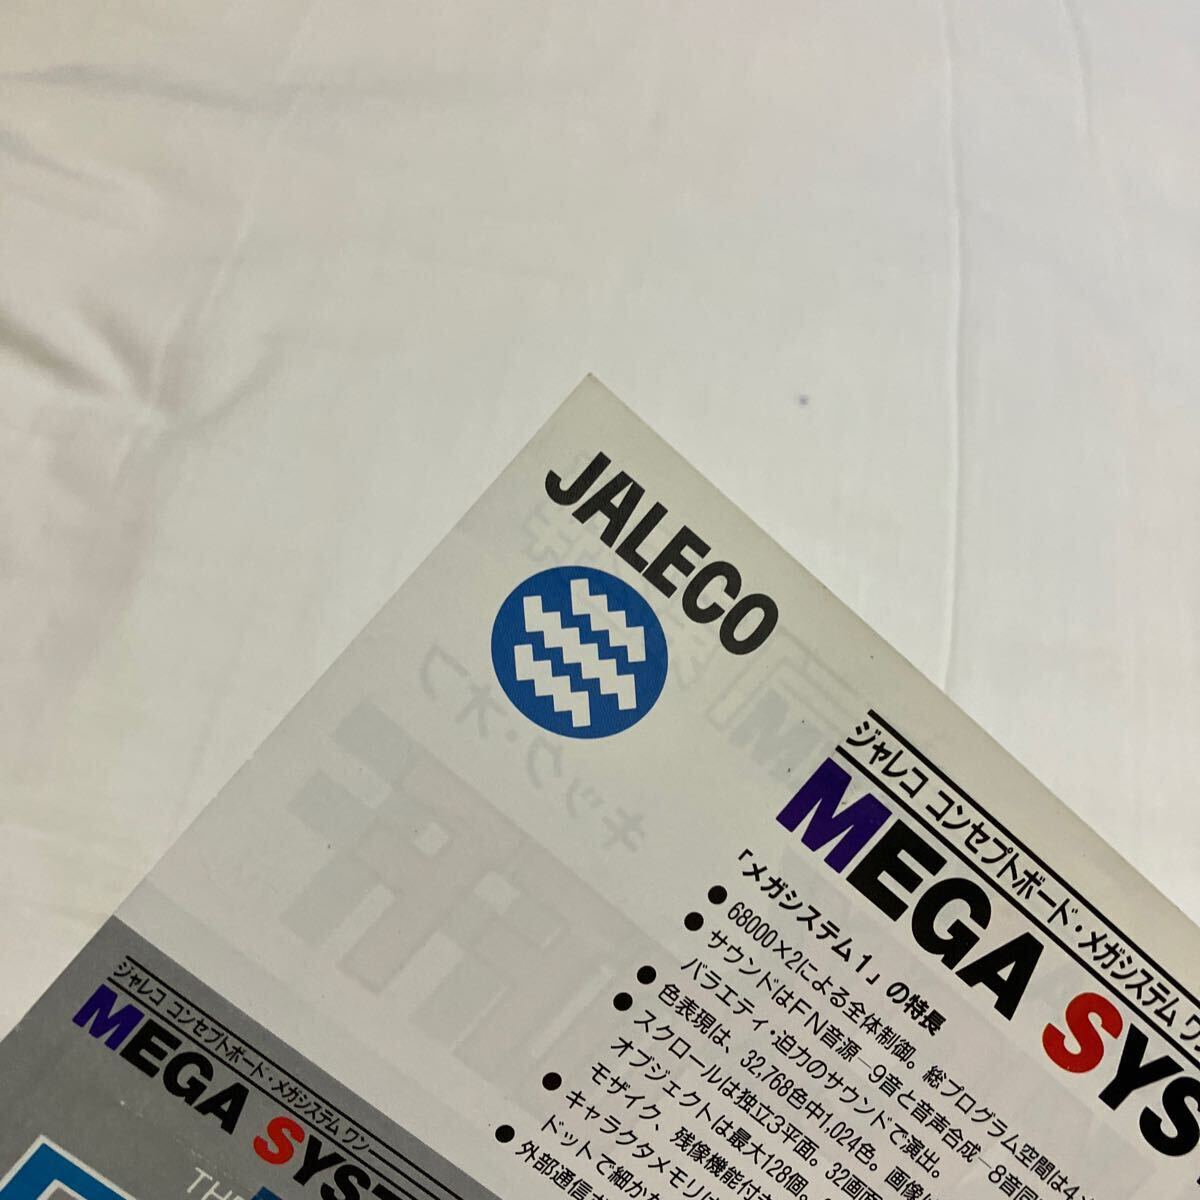 JALECO
ジャレコ コンセプトボード・メガシステム ワン
MEGA SYS
「メガシステム1」の特長
●68000×2による全体制御。総プログラム空間は4
●サウンドはFN音源—9音と音声合成—8音同
バラエティ・迫力のサウンドで演出。
●色表現は、32,768色中1,024色。画像
●スクロールは独立3平面。32画面
オブジェクトは最大128個。
モザイク、残像機能付き
●キャラクタメモリは
ドットで細かな
●外部通信
ジャレコ コンセプトボード・メガシステム ワン
MEGA SYST
THE